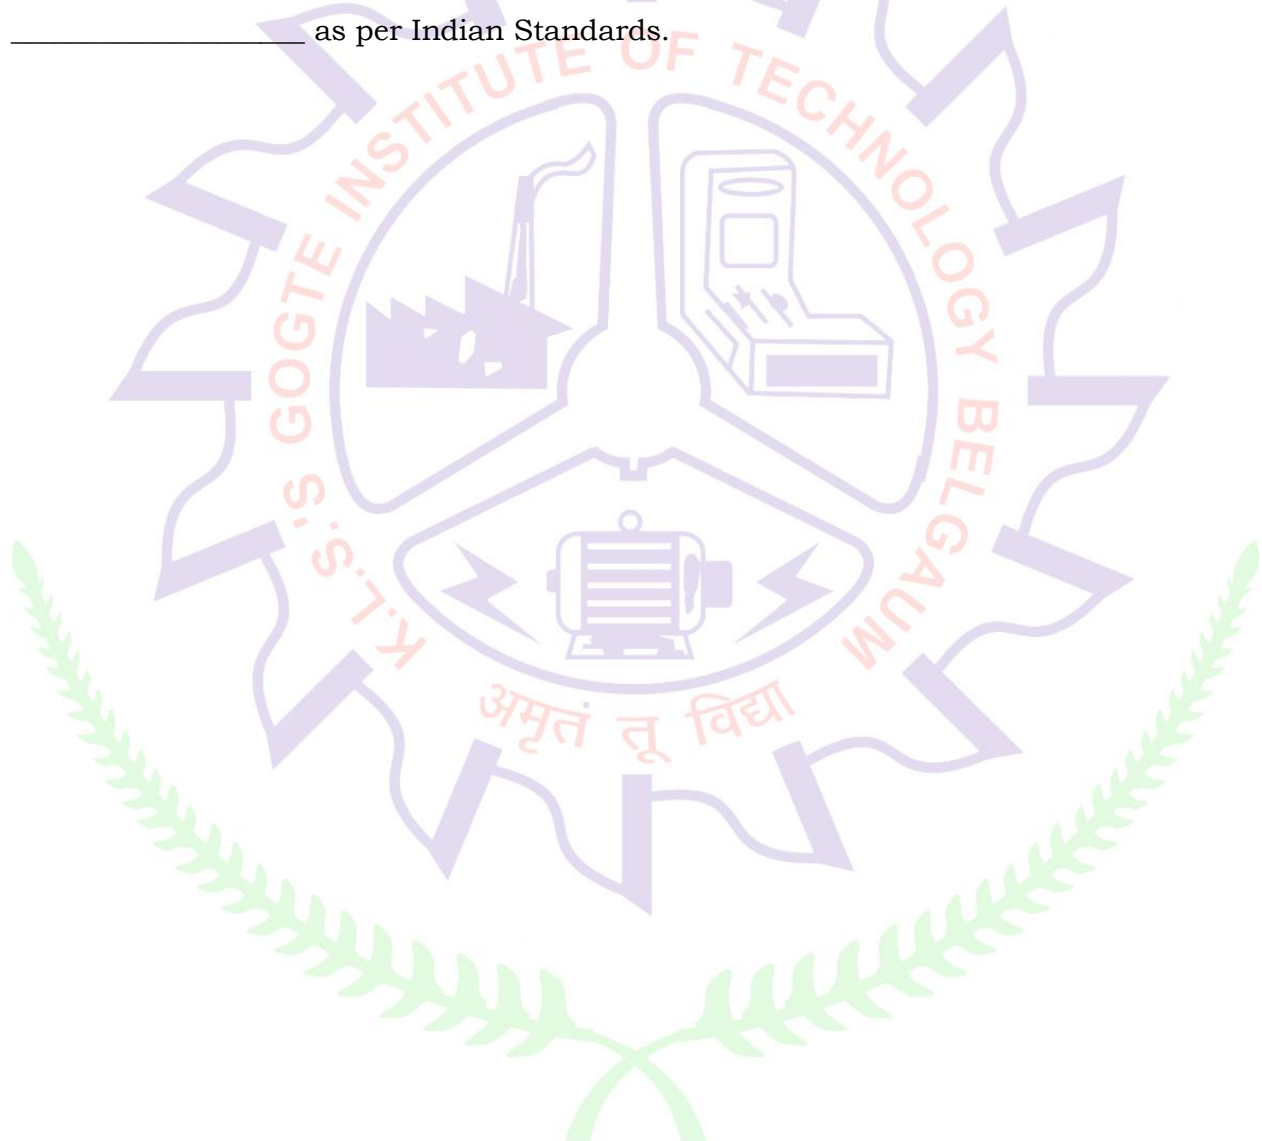 ____________________ as per Indian Standards.
K.L.S.'S GOGTE INSTITUTE OF TECHNOLOGY BELGAUM
अमृतं तू विद्या